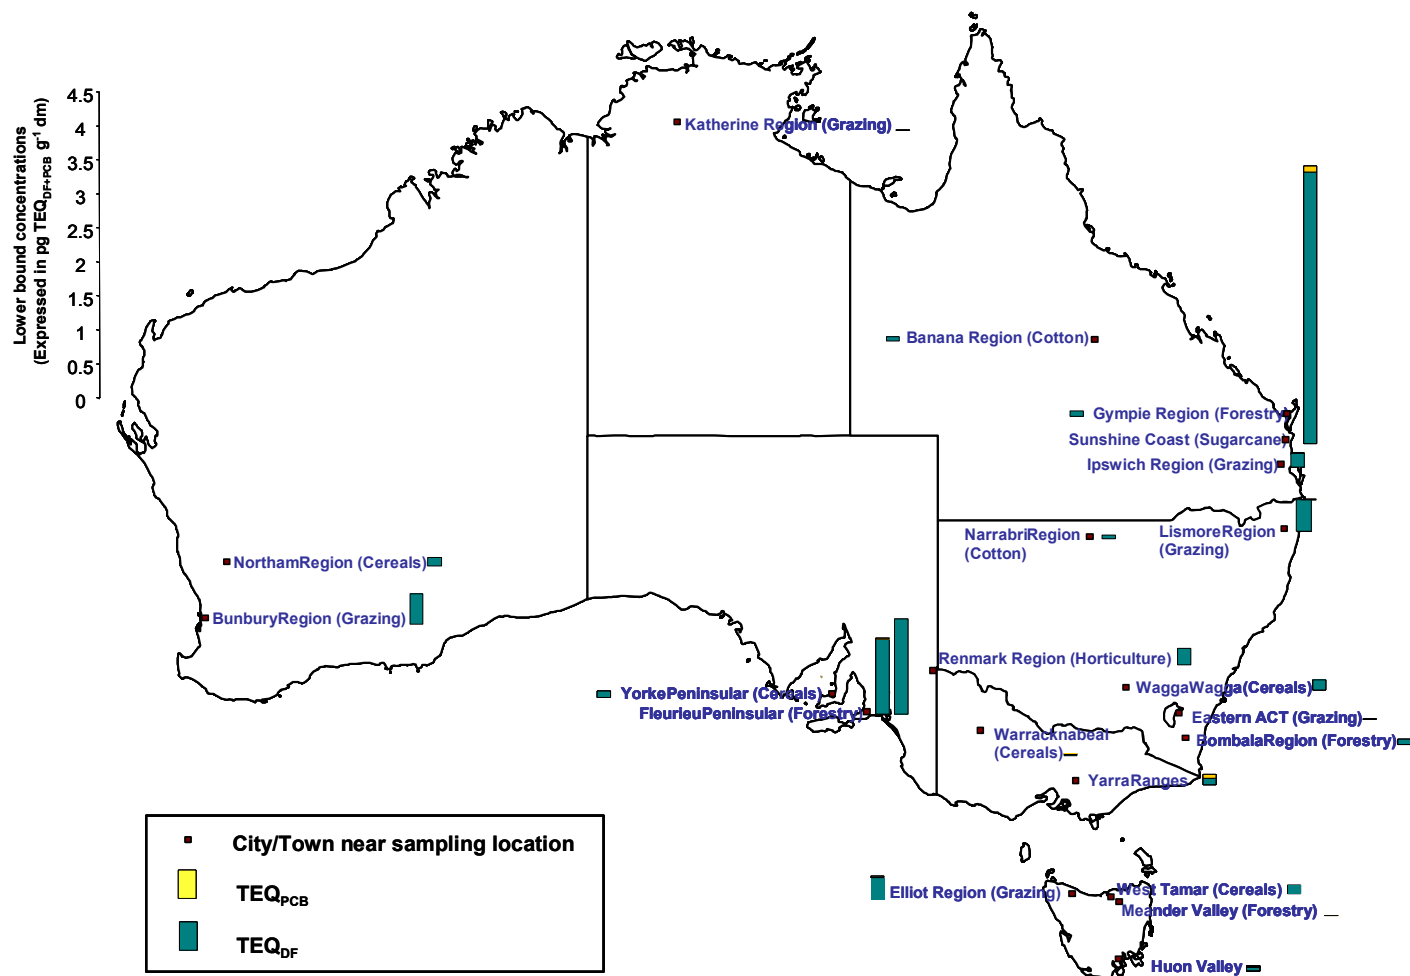 Lower bound concentrations
(Expressed in pg TEQDF+PCB g-1 dm)
4.5
4
3.5
3
2.5
2
1.5
1
0.5
0
Katherine Region (Grazing)
Banana Region (Cotton)
Gympie Region (Forestry)
Sunshine Coast (Sugarcane)
Ipswich Region (Grazing)
NarrabriRegion
(Cotton)
LismoreRegion
(Grazing)
NorthamRegion (Cereals)
BunburyRegion (Grazing)
Renmark Region (Horticulture)
YorkePeninsular (Cereals)
WaggaWagga(Cereals)
FleurieuPeninsular (Forestry)
Eastern ACT (Grazing)
Warracknabeal
(Cereals)
BombalaRegion (Forestry)
YarraRanges
City/Town near sampling location
TEQPCB
TEQDF
Elliot Region (Grazing)
West Tamar (Cereals)
Meander Valley (Forestry)
Huon Valley